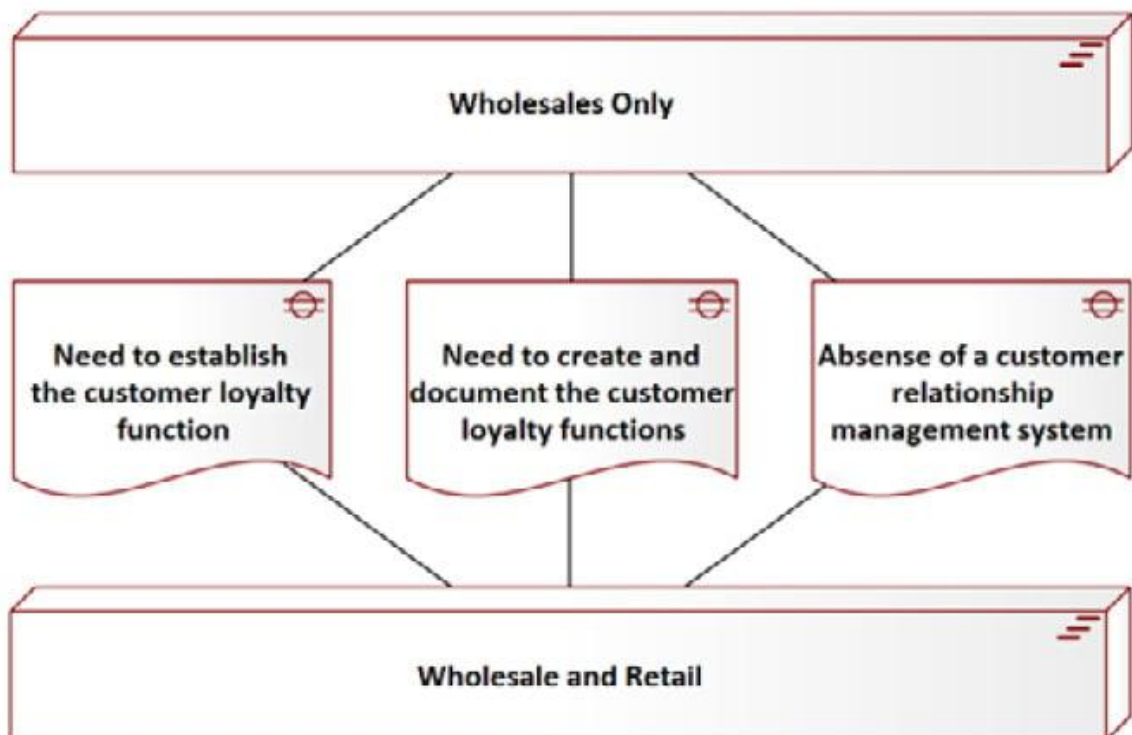 Wholesales Only
Need to establish
the customer loyalty
function
Need to create and
document the customer
loyalty functions
Absense of a customer
relationship
management system
Wholesale and Retail